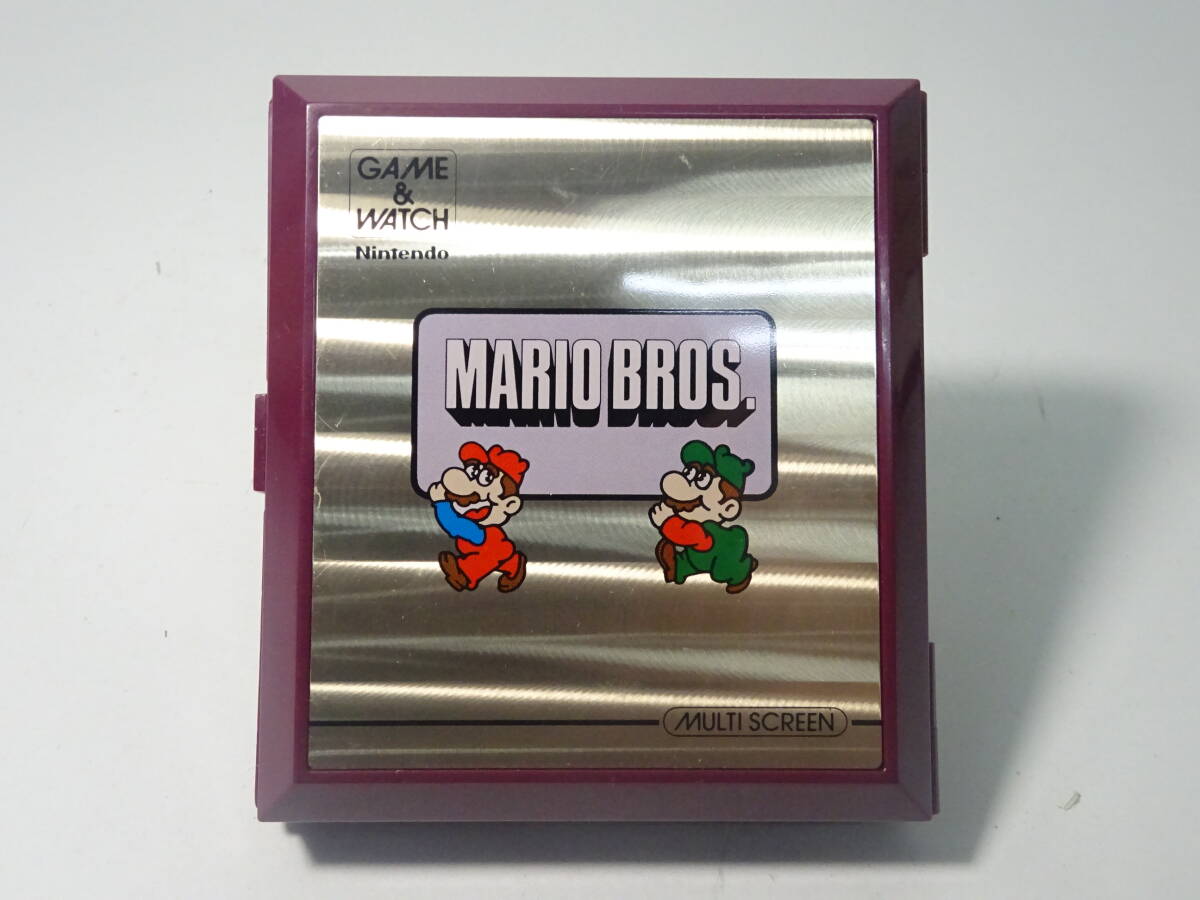 GAME
&
WATCH
Nintendo
MARIO BROS.
MULTI SCREEN